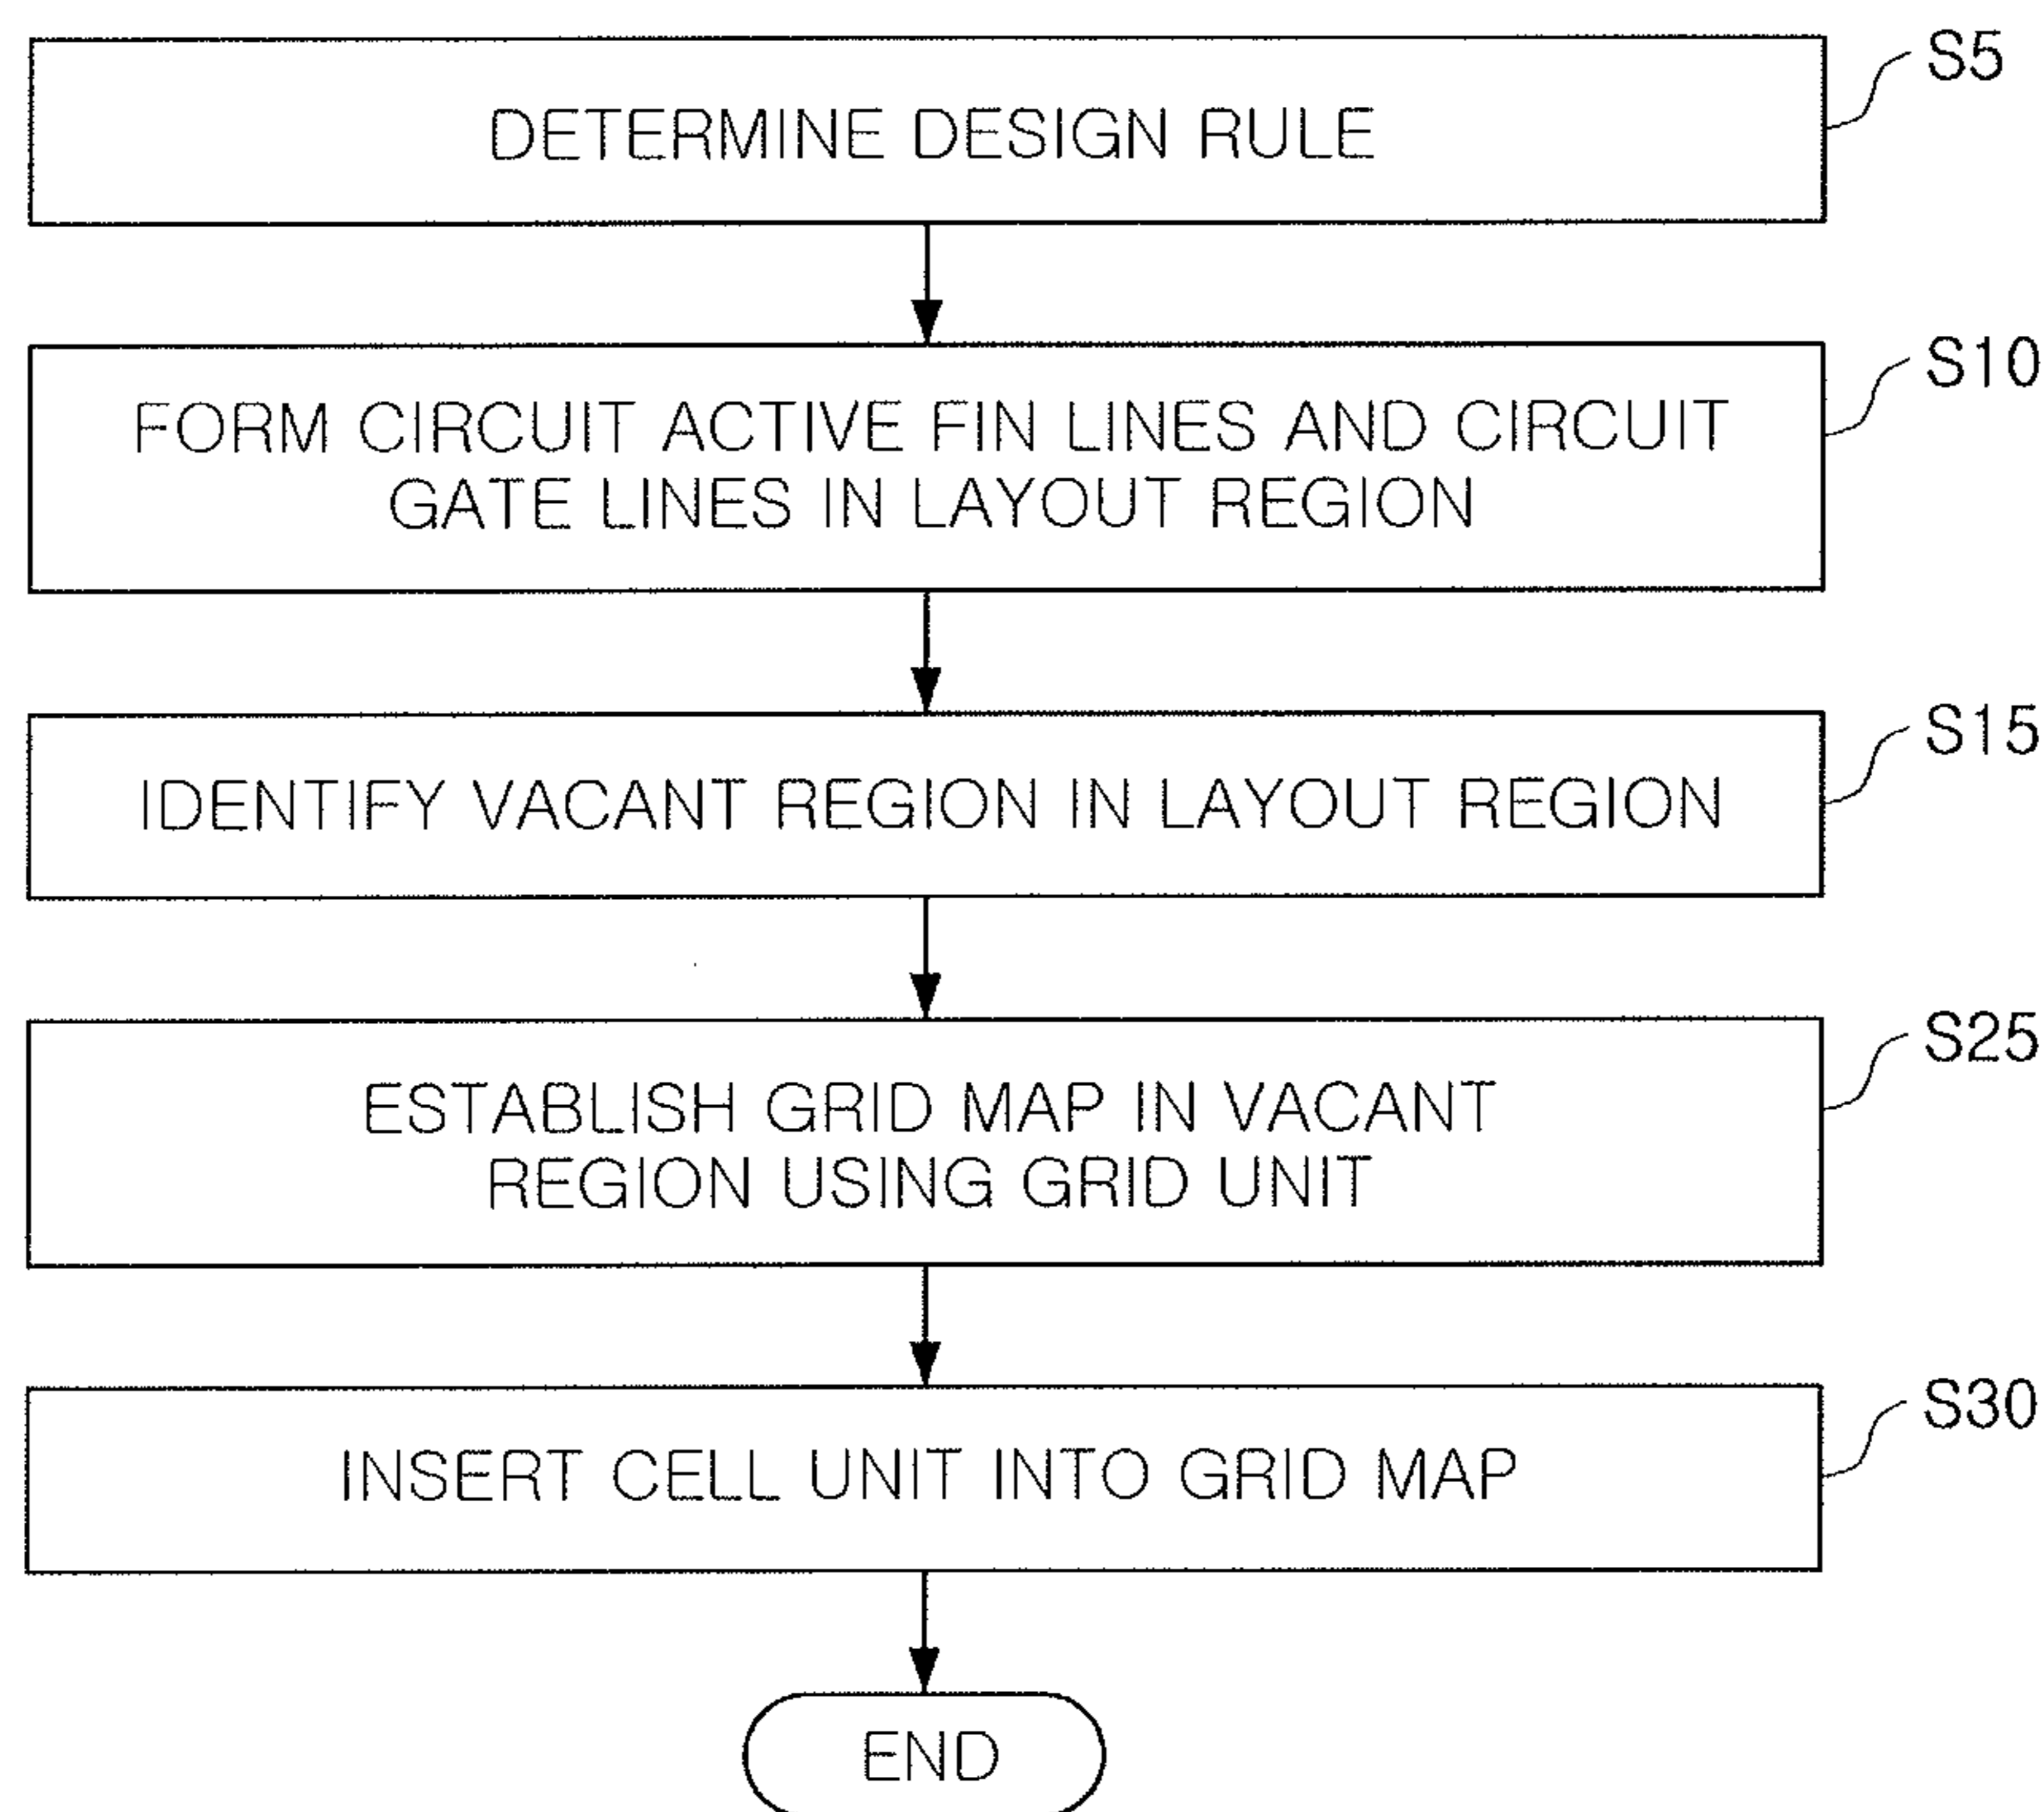 S5
DETERMINE DESIGN RULE
S10
FORM CIRCUIT ACTIVE FIN LINES AND CIRCUIT
GATE LINES IN LAYOUT REGION
S15
IDENTIFY VACANT REGION IN LAYOUT REGION
S25
ESTABLISH GRID MAP IN VACANT
REGION USING GRID UNIT
S30
INSERT CELL UNIT INTO GRID MAP
END